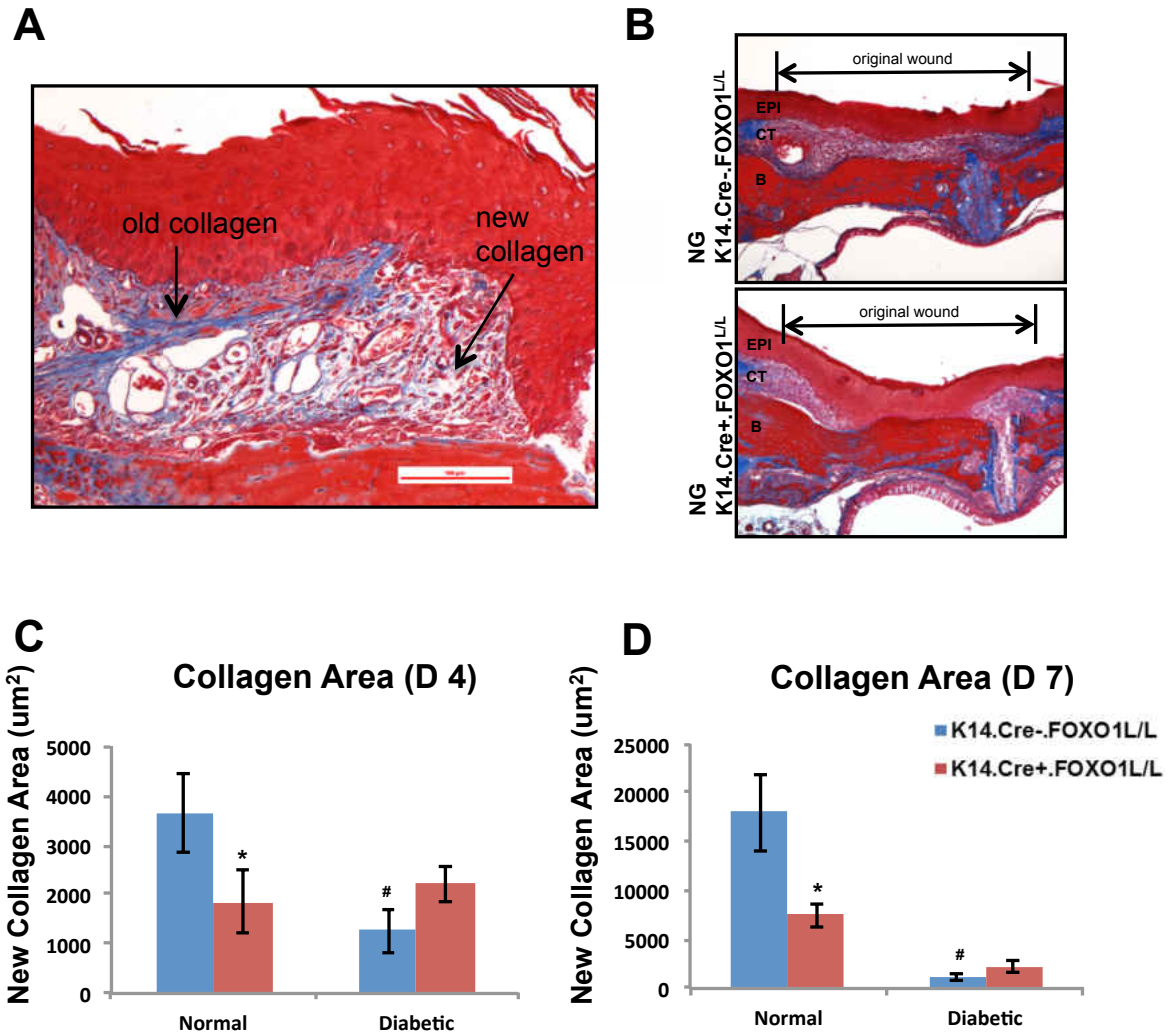 A
old collagen
new
collagen
B
original wound
EPI
CT
B
NG
K14.Cre-.FOXO1L/L
original wound
EPI
CT
B
NG
K14.Cre+.FOXO1L/L
C
Collagen Area (D 4)
New Collagen Area (um2)
5000
4000
3000
2000
1000
0
*
#
Normal
Diabetic
D
Collagen Area (D 7)
New Collagen Area (um2)
25000
20000
15000
10000
5000
0
*
#
Normal
Diabetic
K14.Cre-.FOXO1L/L
K14.Cre+.FOXO1L/L